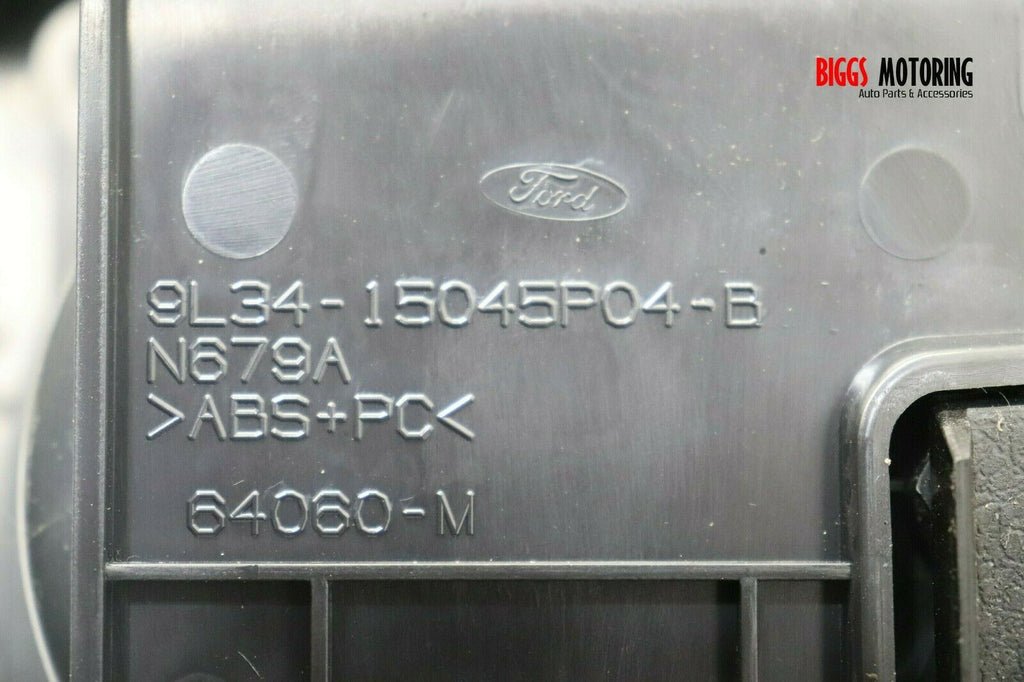 BIGGS MOTORING
Auto Parts & Accessories
Ford
9L34-15045P04-B
N679A
>ABS+PC<
64060-M